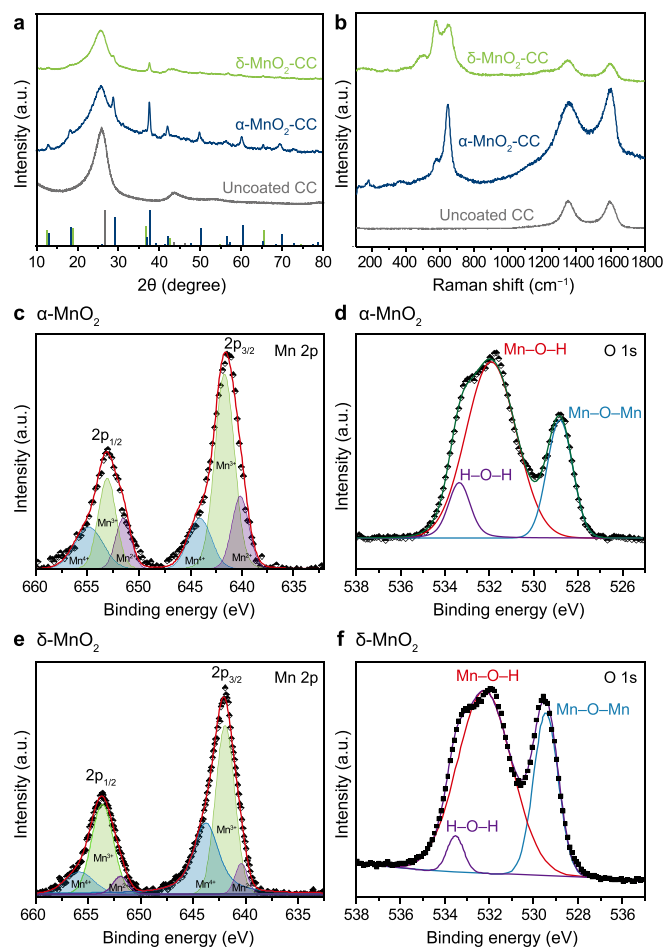 a
δ-MnO₂-CC
α-MnO₂-CC
Uncoated CC
Intensity (a.u.)
10 20 30 40 50 60 70 80
2θ (degree)
b
δ-MnO₂-CC
α-MnO₂-CC
Uncoated CC
Intensity (a.u.)
200 400 600 800 1000 1200 1400 1600 1800
Raman shift (cm⁻¹)
c α-MnO₂
Mn 2p
2p₃/₂
2p₁/₂
Mn³⁺
Mn³⁺
Mn⁴⁺
Mn²⁺
Mn⁴⁺
Mn²⁺
Intensity (a.u.)
660 655 650 645 640 635
Binding energy (eV)
d α-MnO₂
O 1s
Mn–O–H
Mn–O–Mn
H–O–H
Intensity (a.u.)
538 536 534 532 530 528 526
Binding energy (eV)
e δ-MnO₂
Mn 2p
2p₃/₂
2p₁/₂
Mn³⁺
Mn³⁺
Mn⁴⁺
Mn²⁺
Mn⁴⁺
Mn²⁺
Intensity (a.u.)
660 655 650 645 640 635
Binding energy (eV)
f δ-MnO₂
O 1s
Mn–O–H
Mn–O–Mn
H–O–H
Intensity (a.u.)
538 536 534 532 530 528 526
Binding energy (eV)